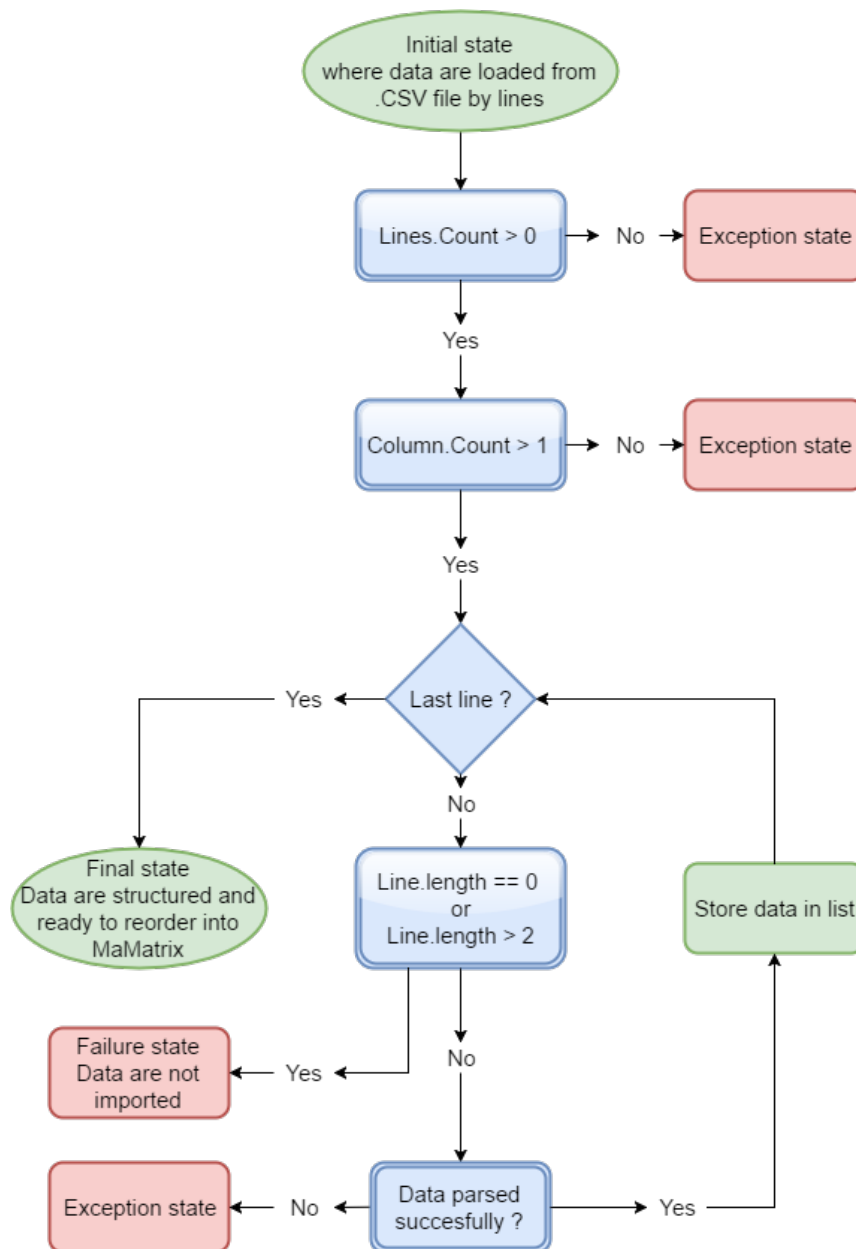 Initial state
where data are loaded from
.CSV file by lines
Lines.Count > 0
No
Exception state
Yes
Column.Count > 1
No
Exception state
Yes
Yes
Last line ?
No
Final state
Data are structured and
ready to reorder into
MaMatrix
Line.length == 0
or
Line.length > 2
Store data in list
Failure state
Data are not
imported
Yes
No
Exception state
No
Data parsed
succesfully ?
Yes